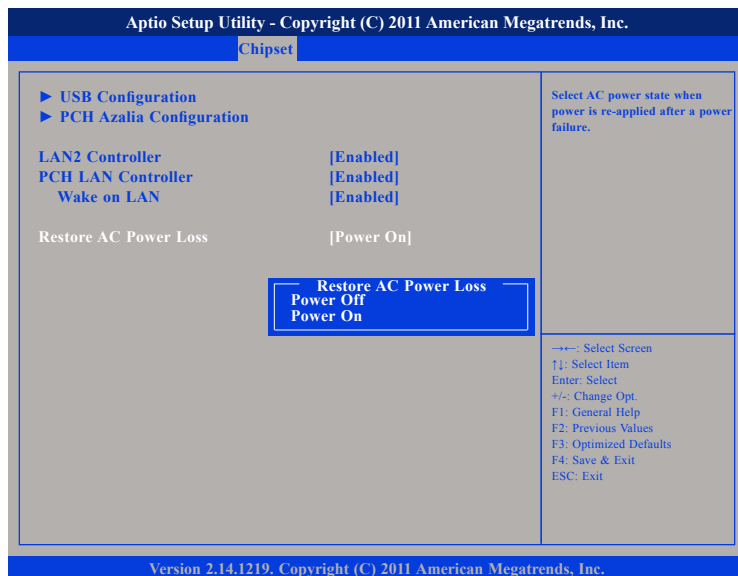 Aptio Setup Utility - Copyright (C) 2011 American Megatrends, Inc.
Chipset
► USB Configuration
► PCH Azalia Configuration
LAN2 Controller [Enabled]
PCH LAN Controller [Enabled]
Wake on LAN [Enabled]
Restore AC Power Loss [Power On]
Restore AC Power Loss
Power Off
Power On
Select AC power state when
power is re-applied after a power
failure.
→←: Select Screen
↑↓: Select Item
Enter: Select
+/-: Change Opt.
F1: General Help
F2: Previous Values
F3: Optimized Defaults
F4: Save & Exit
ESC: Exit
Version 2.14.1219. Copyright (C) 2011 American Megatrends, Inc.